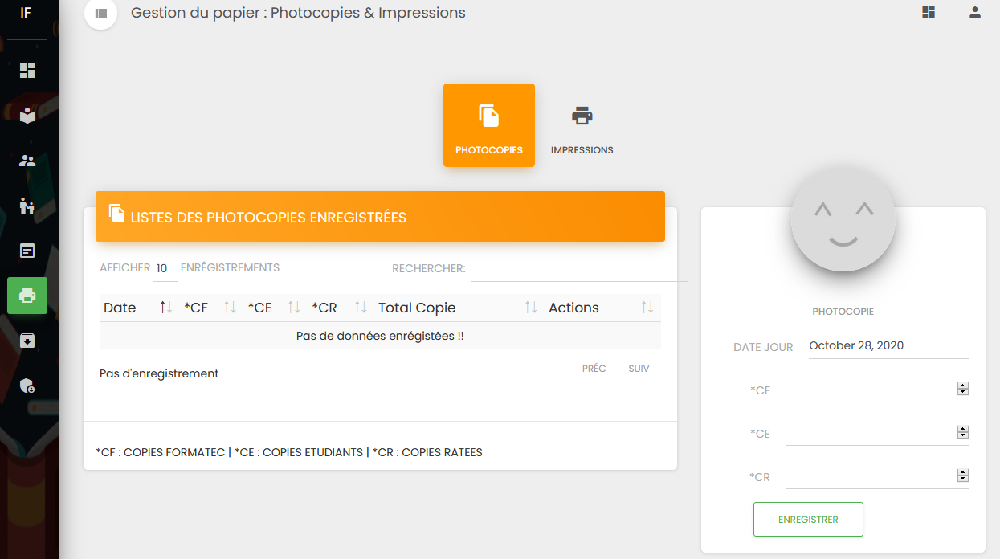 IF
Gestion du papier : Photocopies & Impressions
PHOTOCOPIES
IMPRESSIONS
LISTES DES PHOTOCOPIES ENREGISTRÉES
AFFICHER 10 ENRÉGISTREMENTS RECHERCHER:
Date *CF *CE *CR Total Copie Actions
Pas de données enrégistées !!
Pas d'enregistrement
PRÉC SUIV
*CF : COPIES FORMATEC | *CE : COPIES ETUDIANTS | *CR : COPIES RATEES
PHOTOCOPIE
DATE JOUR October 28, 2020
*CF
*CE
*CR
ENREGISTRER